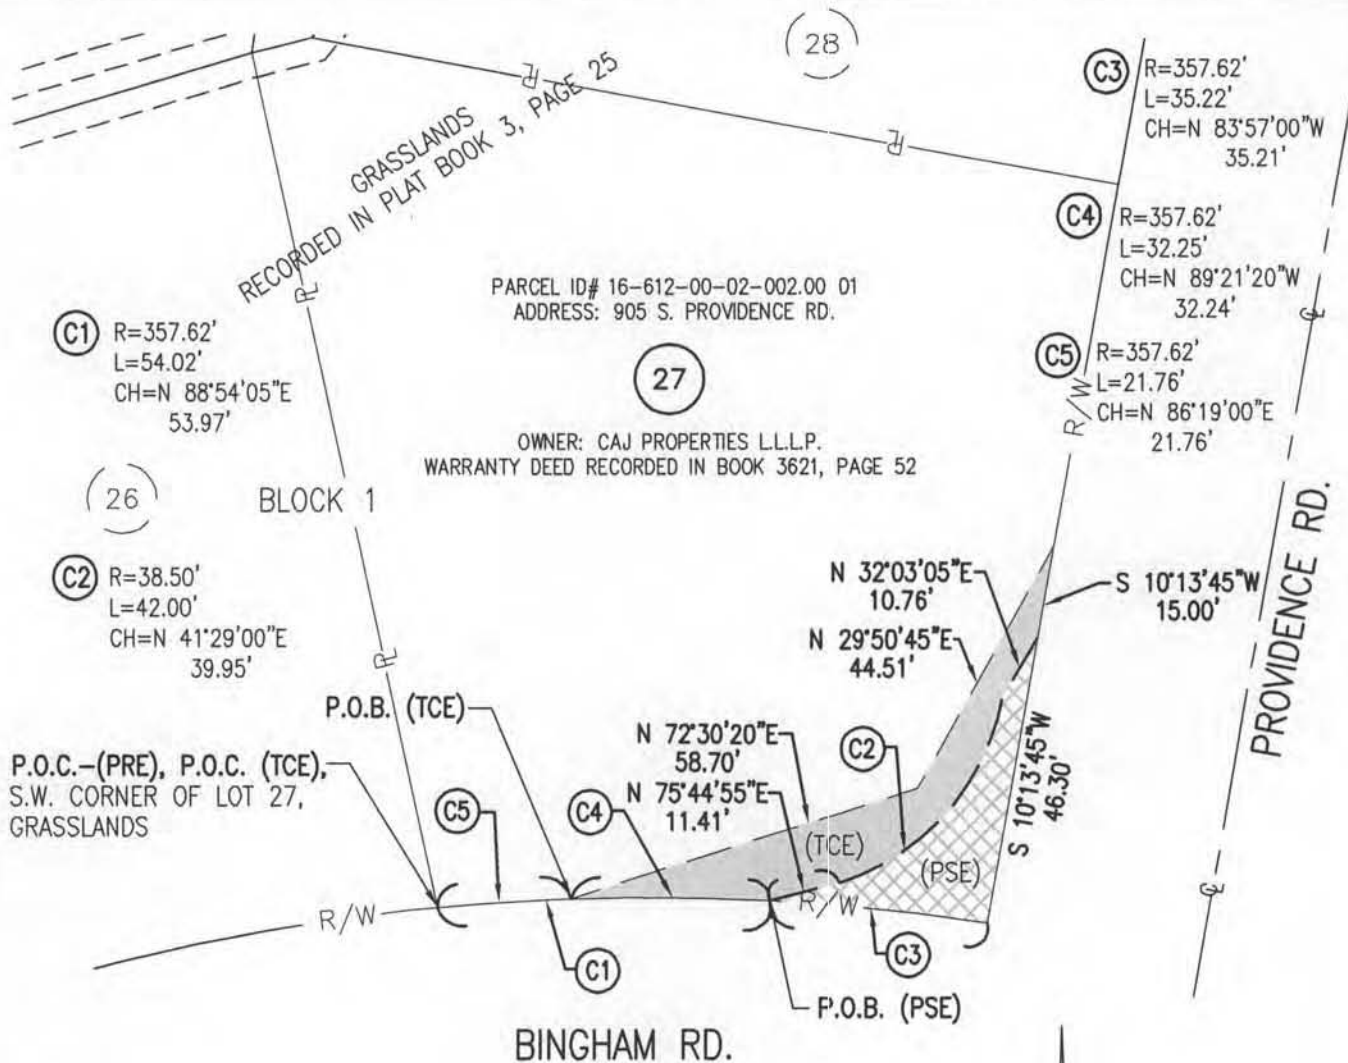 28
C3 R=357.62'
L=35.22'
CH=N 83°57'00"W
35.21'
GRASSLANDS
RECORDED IN PLAT BOOK 3, PAGE 25
PL
PL
PL
PL
C4 R=357.62'
L=32.25'
CH=N 89°21'20"W
32.24'
PARCEL ID# 16-612-00-02-002.00 01
ADDRESS: 905 S. PROVIDENCE RD.
27
OWNER: CAJ PROPERTIES L.L.L.P.
WARRANTY DEED RECORDED IN BOOK 3621, PAGE 52
C1 R=357.62'
L=54.02'
CH=N 88°54'05"E
53.97'
C5 R=357.62'
L=21.76'
CH=N 86°19'00"E
21.76'
R/W
CL
26
BLOCK 1
C2 R=38.50'
L=42.00'
CH=N 41°29'00"E
39.95'
N 32°03'05"E
10.76'
S 10°13'45"W
15.00'
N 29°50'45"E
44.51'
PROVIDENCE RD.
P.O.B. (TCE)
N 72°30'20"E
58.70'
C2
S 10°13'45"W
46.30'
P.O.C.-(PRE), P.O.C. (TCE),
S.W. CORNER OF LOT 27,
GRASSLANDS
C5
C4
N 75°44'55"E
11.41'
(TCE)
(PSE)
CL
R/W
R/W
C1
C3
P.O.B. (PSE)
BINGHAM RD.